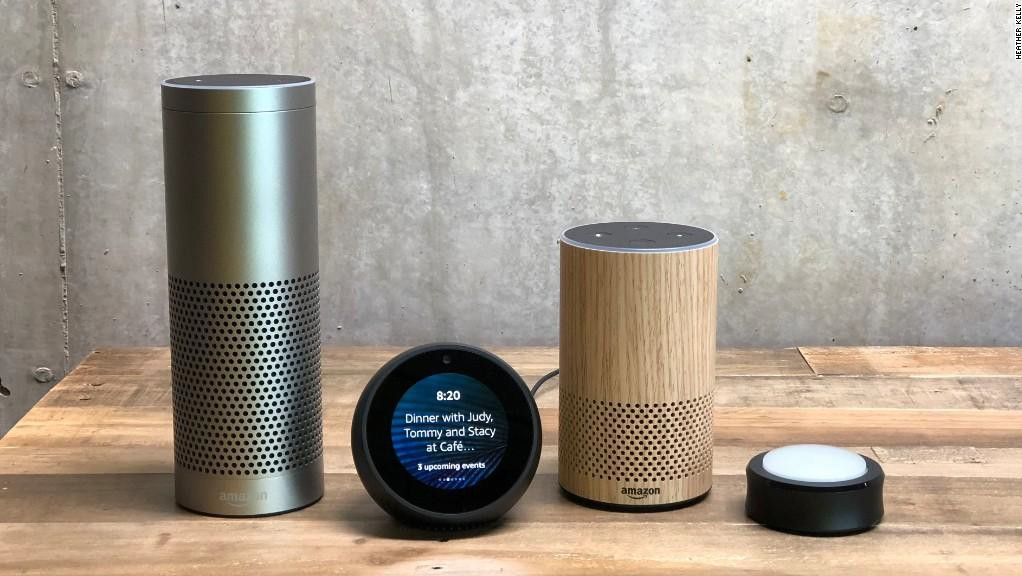 HEATHER KELLY
amazon
8:20
Dinner with Judy,
Tommy and Stacy
at Café...
3 upcoming events
amazon